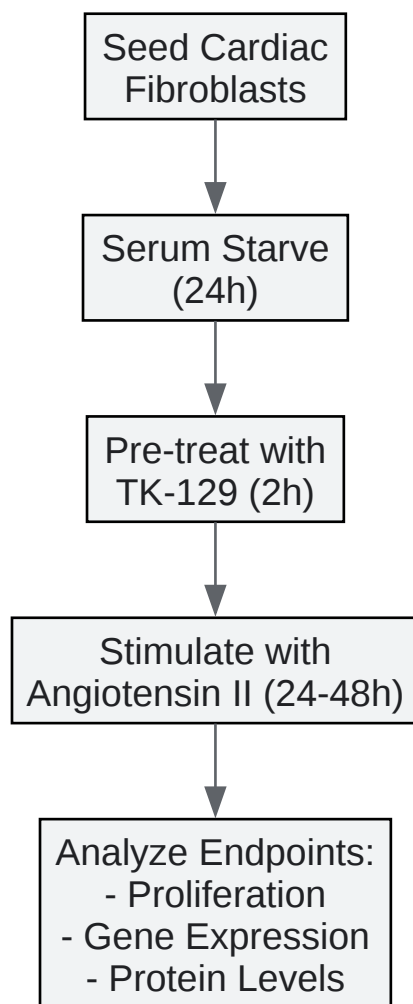 Seed Cardiac
Fibroblasts
Serum Starve
(24h)
Pre-treat with
TK-129 (2h)
Stimulate with
Angiotensin II (24-48h)
Analyze Endpoints:
- Proliferation
- Gene Expression
- Protein Levels